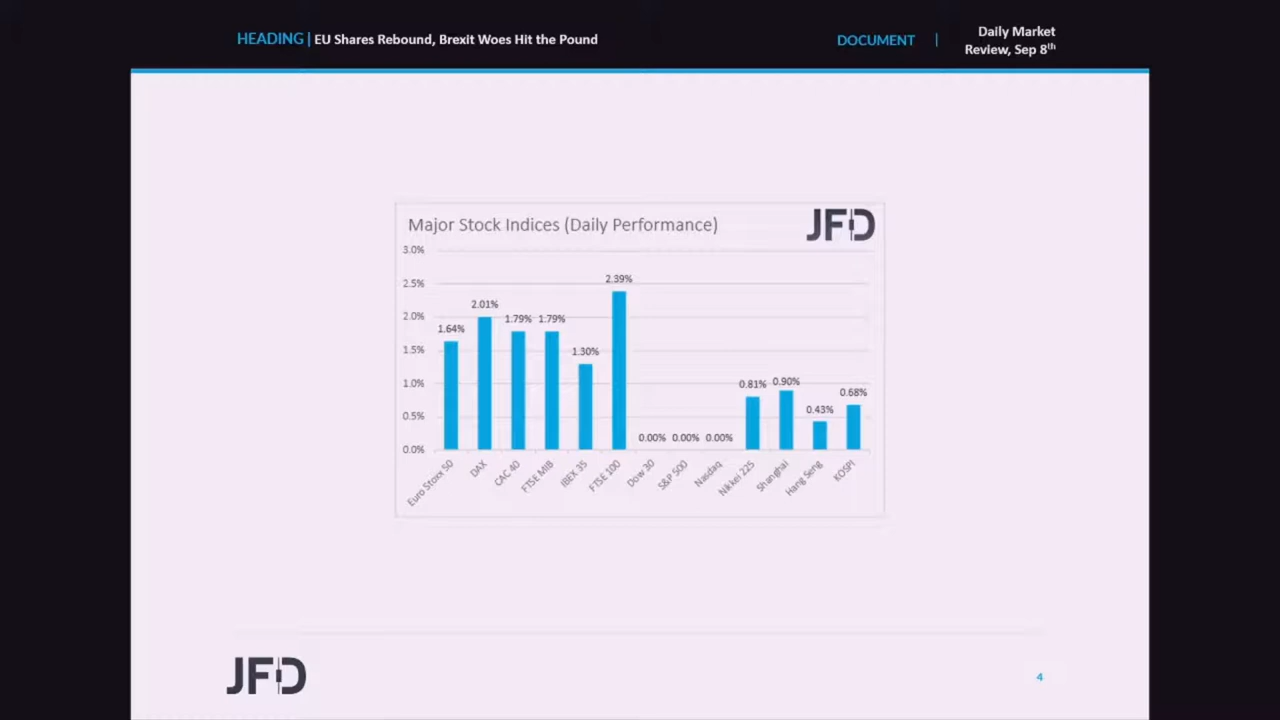 HEADING | EU Shares Rebound, Brexit Woes Hit the Pound
DOCUMENT | Daily Market
Review, Sep 8th
Major Stock Indices (Daily Performance)
JFD
3.0%
2.5%
2.0%
1.5%
1.0%
0.5%
0.0%
1.64%
2.01%
1.79%
1.79%
1.30%
2.39%
0.00%
0.00%
0.00%
0.81%
0.90%
0.43%
0.68%
Euro Stoxx 50
DAX
CAC 40
FTSE MIB
IBEX 35
FTSE 100
Dow 30
S&P 500
Nasdaq
Nikkei 225
Shanghai
Hang Seng
KOSPI
JFD
4